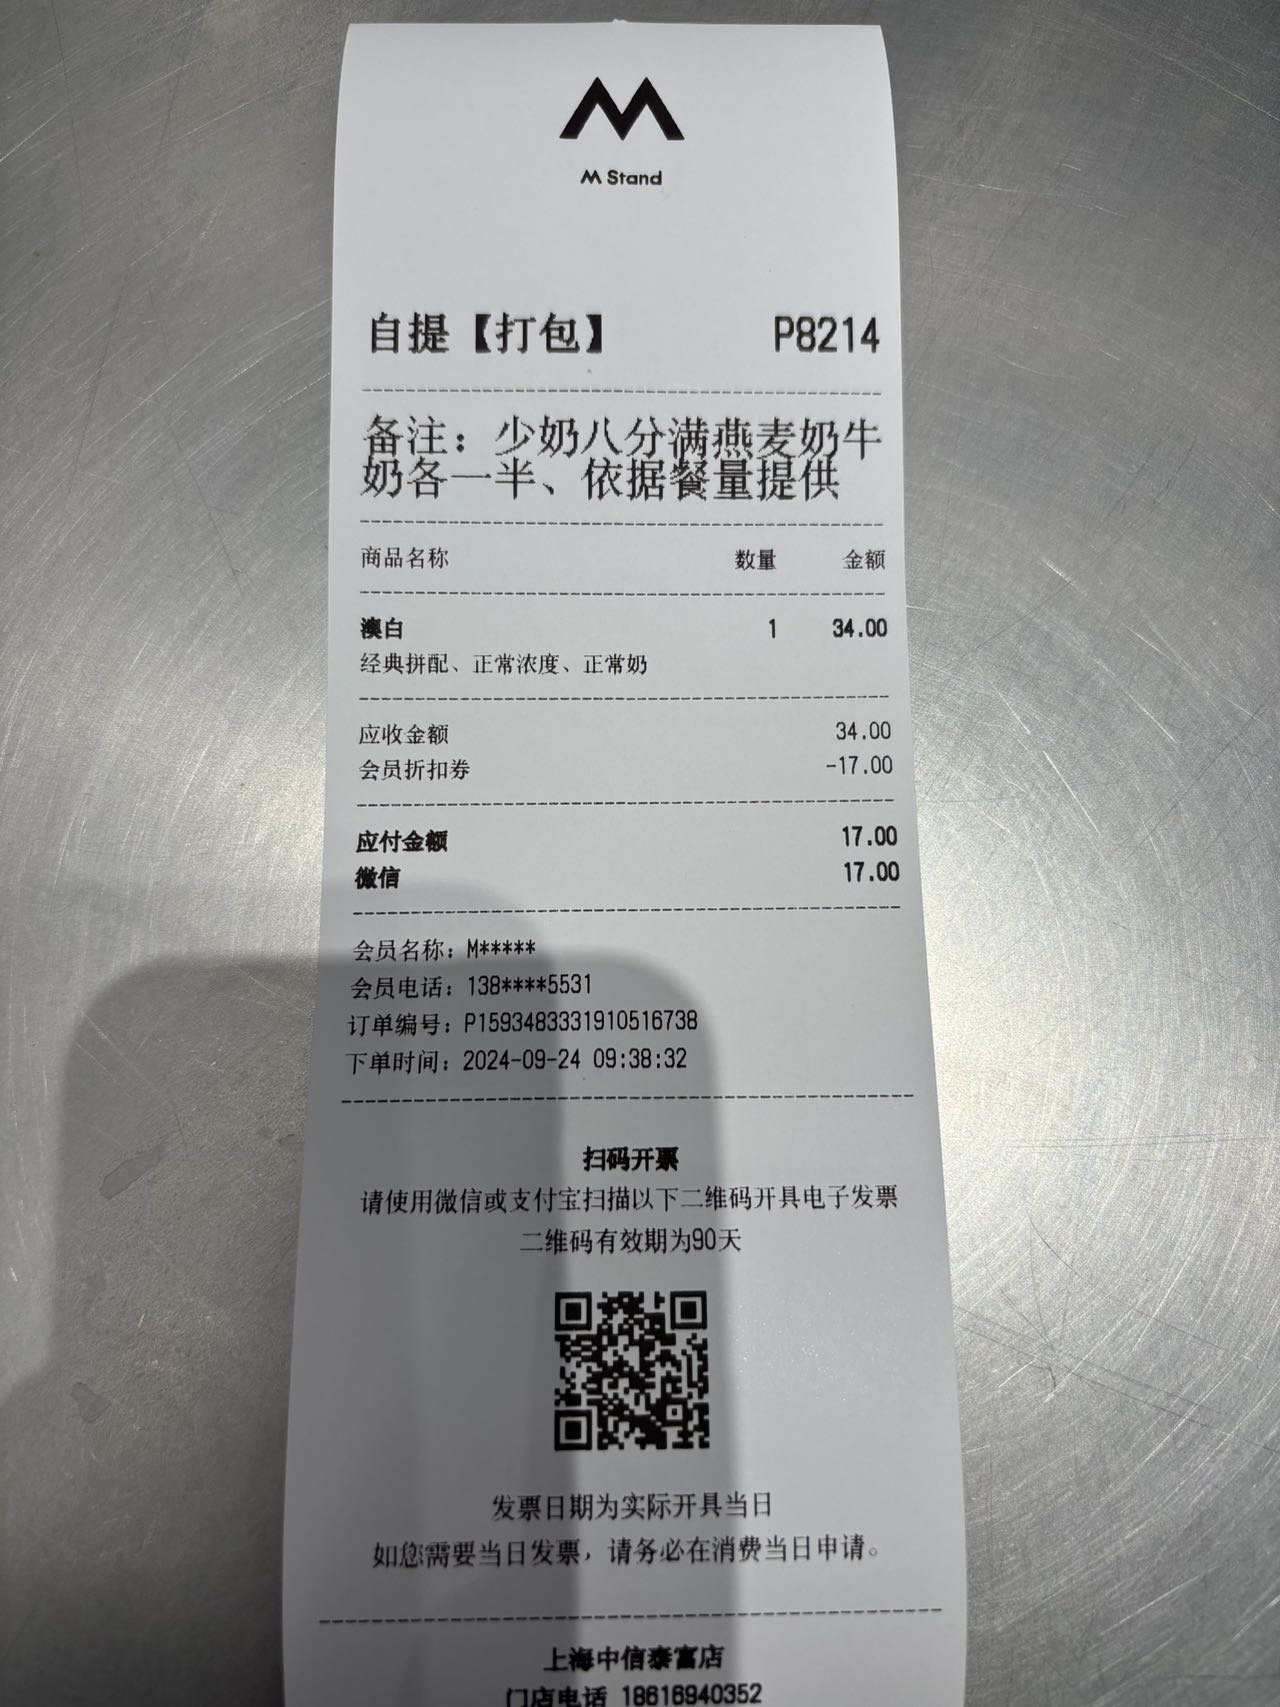 M Stand
自提【打包】 P8214
备注：少奶八分满燕麦奶牛
奶各一半、依据餐量提供
商品名称 数量 金额
澳白 1 34.00
经典拼配、正常浓度、正常奶
应收金额 34.00
会员折扣券 -17.00
应付金额 17.00
微信 17.00
会员名称：M*****
会员电话：138****5531
订单编号：P1593483331910516738
下单时间：2024-09-24 09:38:32
扫码开票
请使用微信或支付宝扫描以下二维码开具电子发票
二维码有效期为90天
发票日期为实际开具当日
如您需要当日发票，请务必在消费当日申请。
上海中信泰富店
门店电话 18616940352